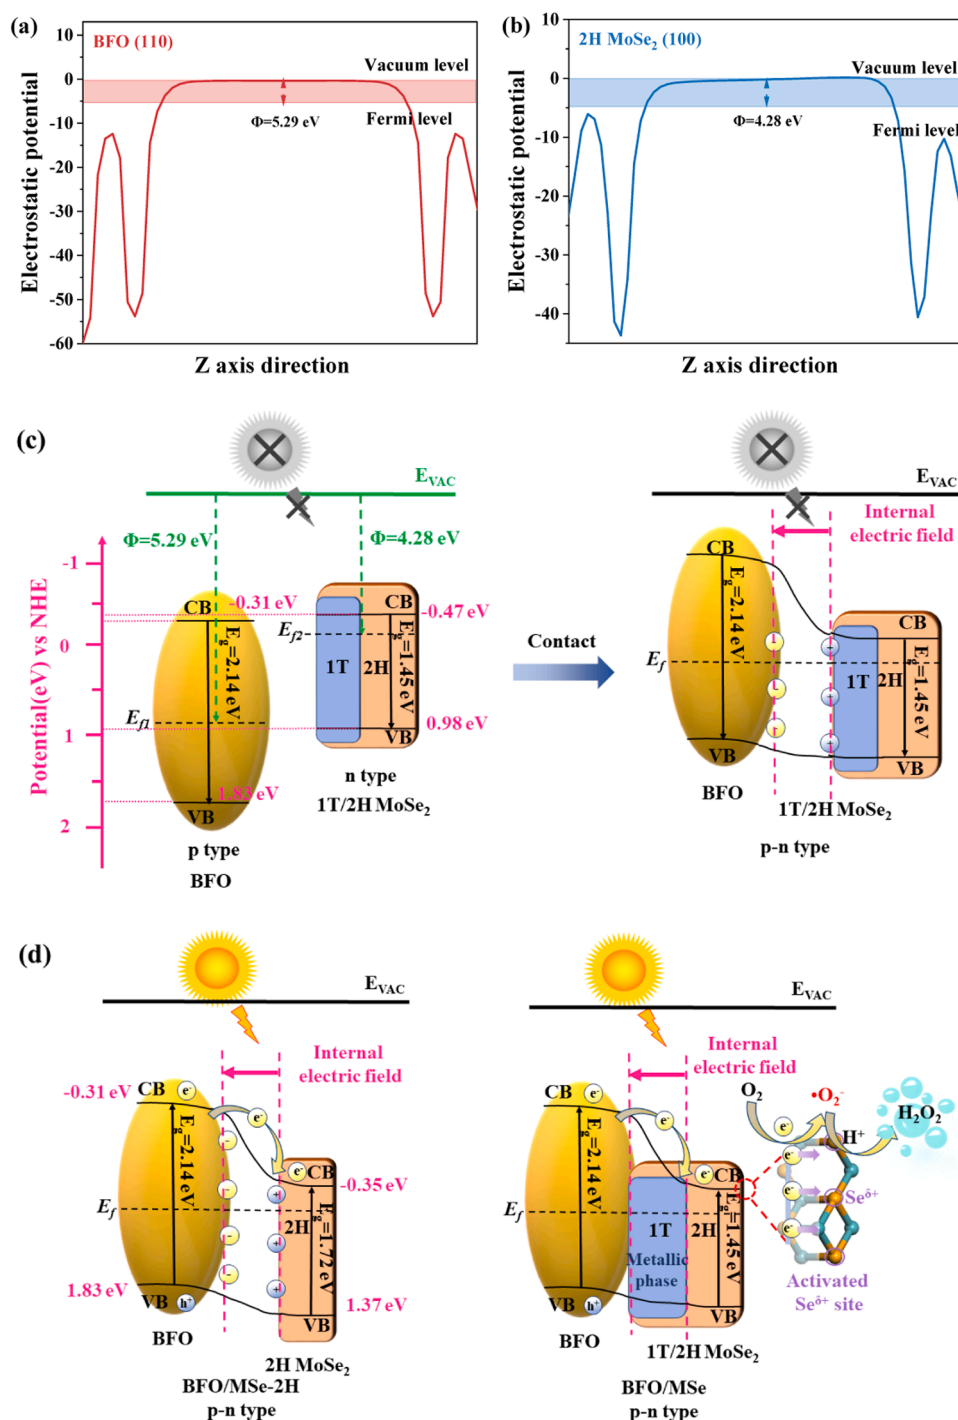 (a)
BFO (110)
Vacuum level
Φ=5.29 eV
Fermi level
0
-10
-20
-30
-40
-50
-60
Electrostatic potential
Z axis direction
(b)
2H MoSe2 (100)
Vacuum level
Φ=4.28 eV
Fermi level
0
-10
-20
-30
-40
Electrostatic potential
Z axis direction
(c)
EVAC
Φ=5.29 eV
Φ=4.28 eV
Potential(eV) vs NHE
-1
0
1
2
CB
-0.31 eV
Eg=2.14 eV
Ef1
1.83 eV
VB
p type
BFO
CB
-0.47 eV
Ef2
1T
2H
Eg=1.45 eV
0.98 eV
VB
n type
1T/2H MoSe2
Contact
EVAC
Internal
electric field
CB
Eg=2.14 eV
Ef
VB
BFO
- + - + - +
CB
1T
2H
Eg=1.45 eV
VB
1T/2H MoSe2
p-n type
(d)
EVAC
Internal
electric field
-0.31 eV
CB
e-
e-
e-
Eg=2.14 eV
Ef
1.83 eV
VB
h+
BFO
- - + - + - +
CB
-0.35 eV
2H
Eg=1.72 eV
1.37 eV
VB
2H MoSe2
BFO/MSe-2H
p-n type
EVAC
Internal
electric field
CB
e-
e-
e-
Eg=2.14 eV
Ef
VB
h+
BFO
CB
1T
2H
Metallic
phase
Eg=1.45 eV
VB
1T/2H MoSe2
BFO/MSe
p-n type
O2
•O2-
H2O2
e-
H+
e-
e-
Seδ+
e-
Activated
Seδ+ site